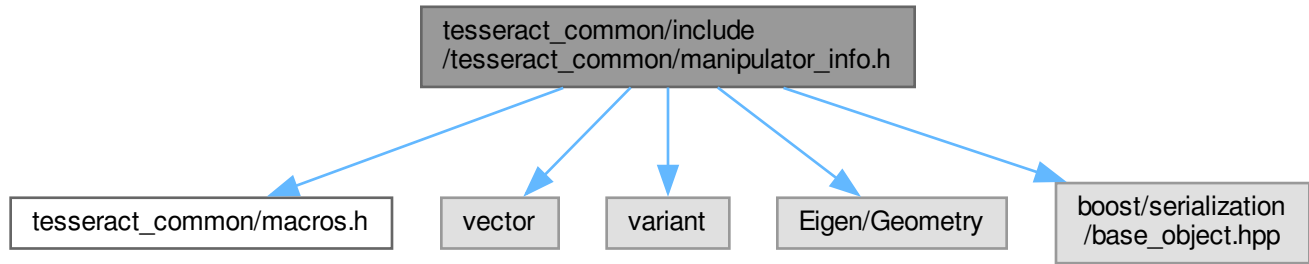 tesseract_common/include
/tesseract_common/manipulator_info.h
tesseract_common/macros.h
vector
variant
Eigen/Geometry
boost/serialization
/base_object.hpp